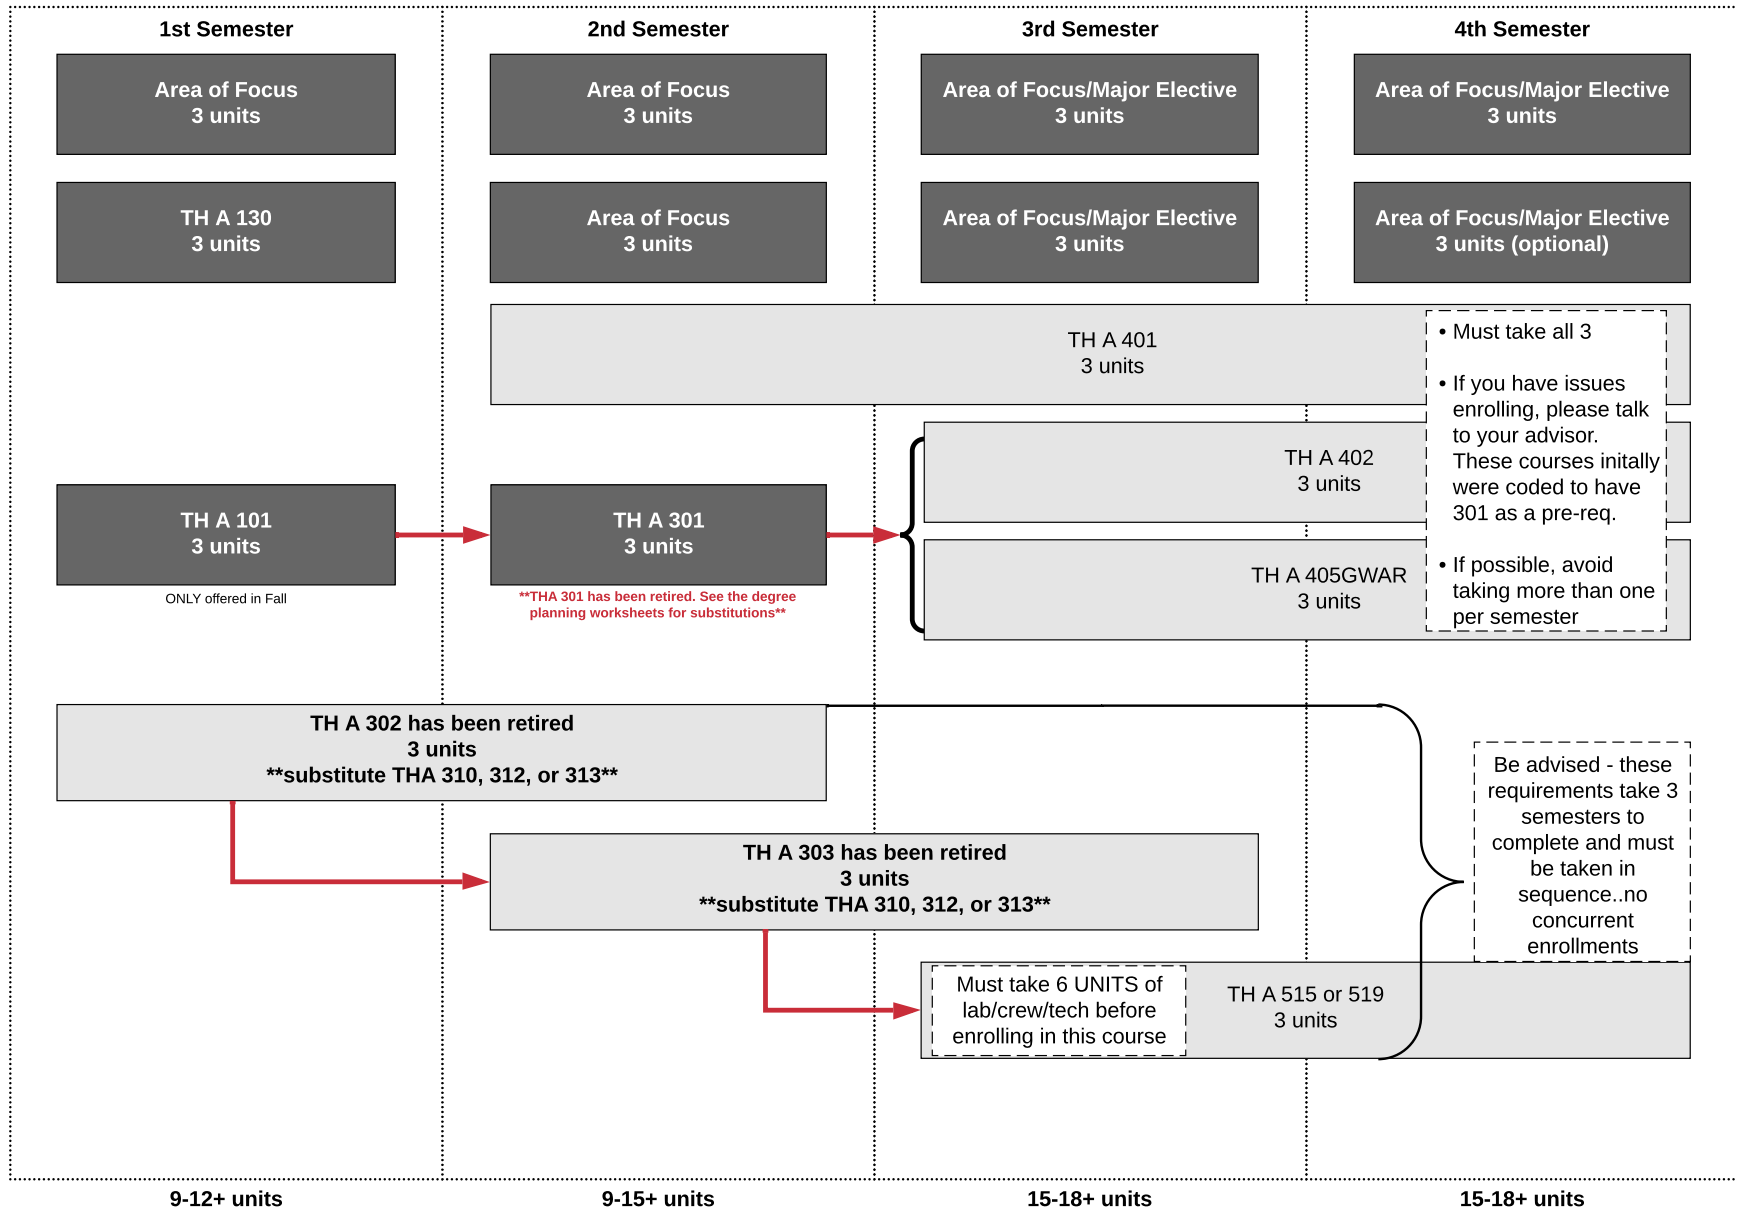 1st Semester
2nd Semester
3rd Semester
4th Semester
Area of Focus
3 units
Area of Focus
3 units
Area of Focus/Major Elective
3 units
Area of Focus/Major Elective
3 units
TH A 130
3 units
Area of Focus
3 units
Area of Focus/Major Elective
3 units
Area of Focus/Major Elective
3 units (optional)
TH A 401
3 units
TH A 402
3 units
TH A 405GWAR
3 units
• Must take all 3
• If you have issues
enrolling, please talk
to your advisor.
These courses initally
were coded to have
301 as a pre-req.
• If possible, avoid
taking more than one
per semester
TH A 101
3 units
ONLY offered in Fall
TH A 301
3 units
**THA 301 has been retired. See the degree
planning worksheets for substitutions**
TH A 302 has been retired
3 units
**substitute THA 310, 312, or 313**
TH A 303 has been retired
3 units
**substitute THA 310, 312, or 313**
Be advised - these
requirements take 3
semesters to
complete and must
be taken in
sequence..no
concurrent
enrollments
Must take 6 UNITS of
lab/crew/tech before
enrolling in this course
TH A 515 or 519
3 units
9-12+ units
9-15+ units
15-18+ units
15-18+ units